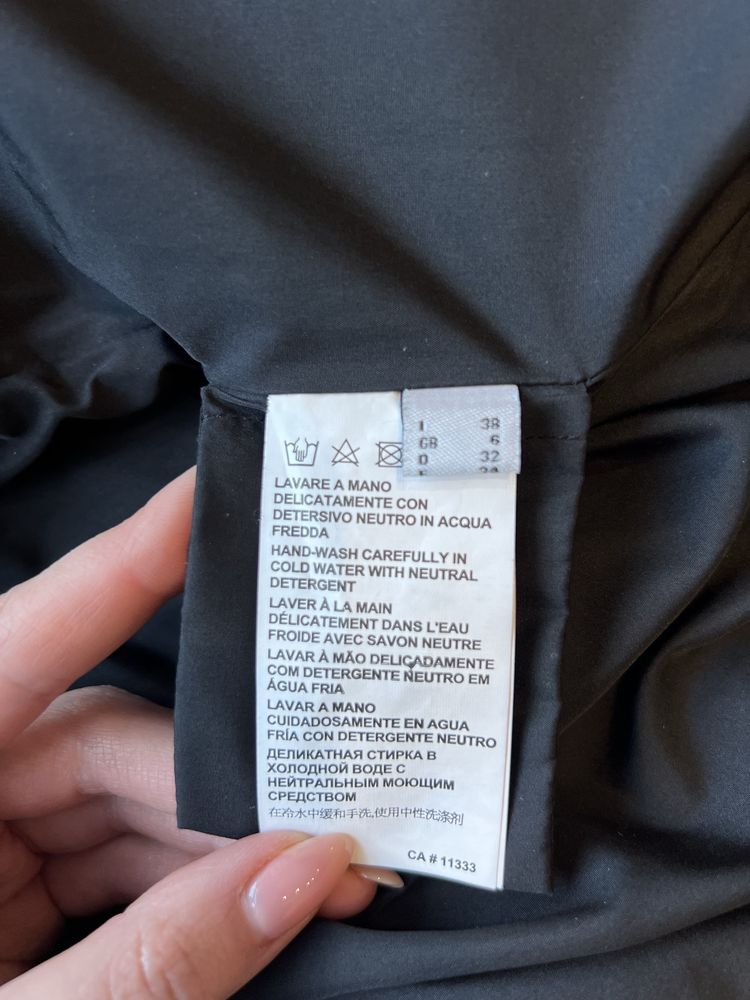 I 38
GB 6
D 32
LAVARE A MANO
DELICATAMENTE CON
DETERSIVO NEUTRO IN ACQUA
FREDDA
HAND-WASH CAREFULLY IN
COLD WATER WITH NEUTRAL
DETERGENT
LAVER À LA MAIN
DÉLICATEMENT DANS L'EAU
FROIDE AVEC SAVON NEUTRE
LAVAR À MÃO DELICADAMENTE
COM DETERGENTE NEUTRO EM
ÁGUA FRIA
LAVAR A MANO
CUIDADOSAMENTE EN AGUA
FRÍA CON DETERGENTE NEUTRO
ДЕЛИКАТНАЯ СТИРКА В
ХОЛОДНОЙ ВОДЕ С
НЕЙТРАЛЬНЫМ МОЮЩИМ
СРЕДСТВОМ
在冷水中缓和手洗,使用中性洗涤剂
CA # 11333